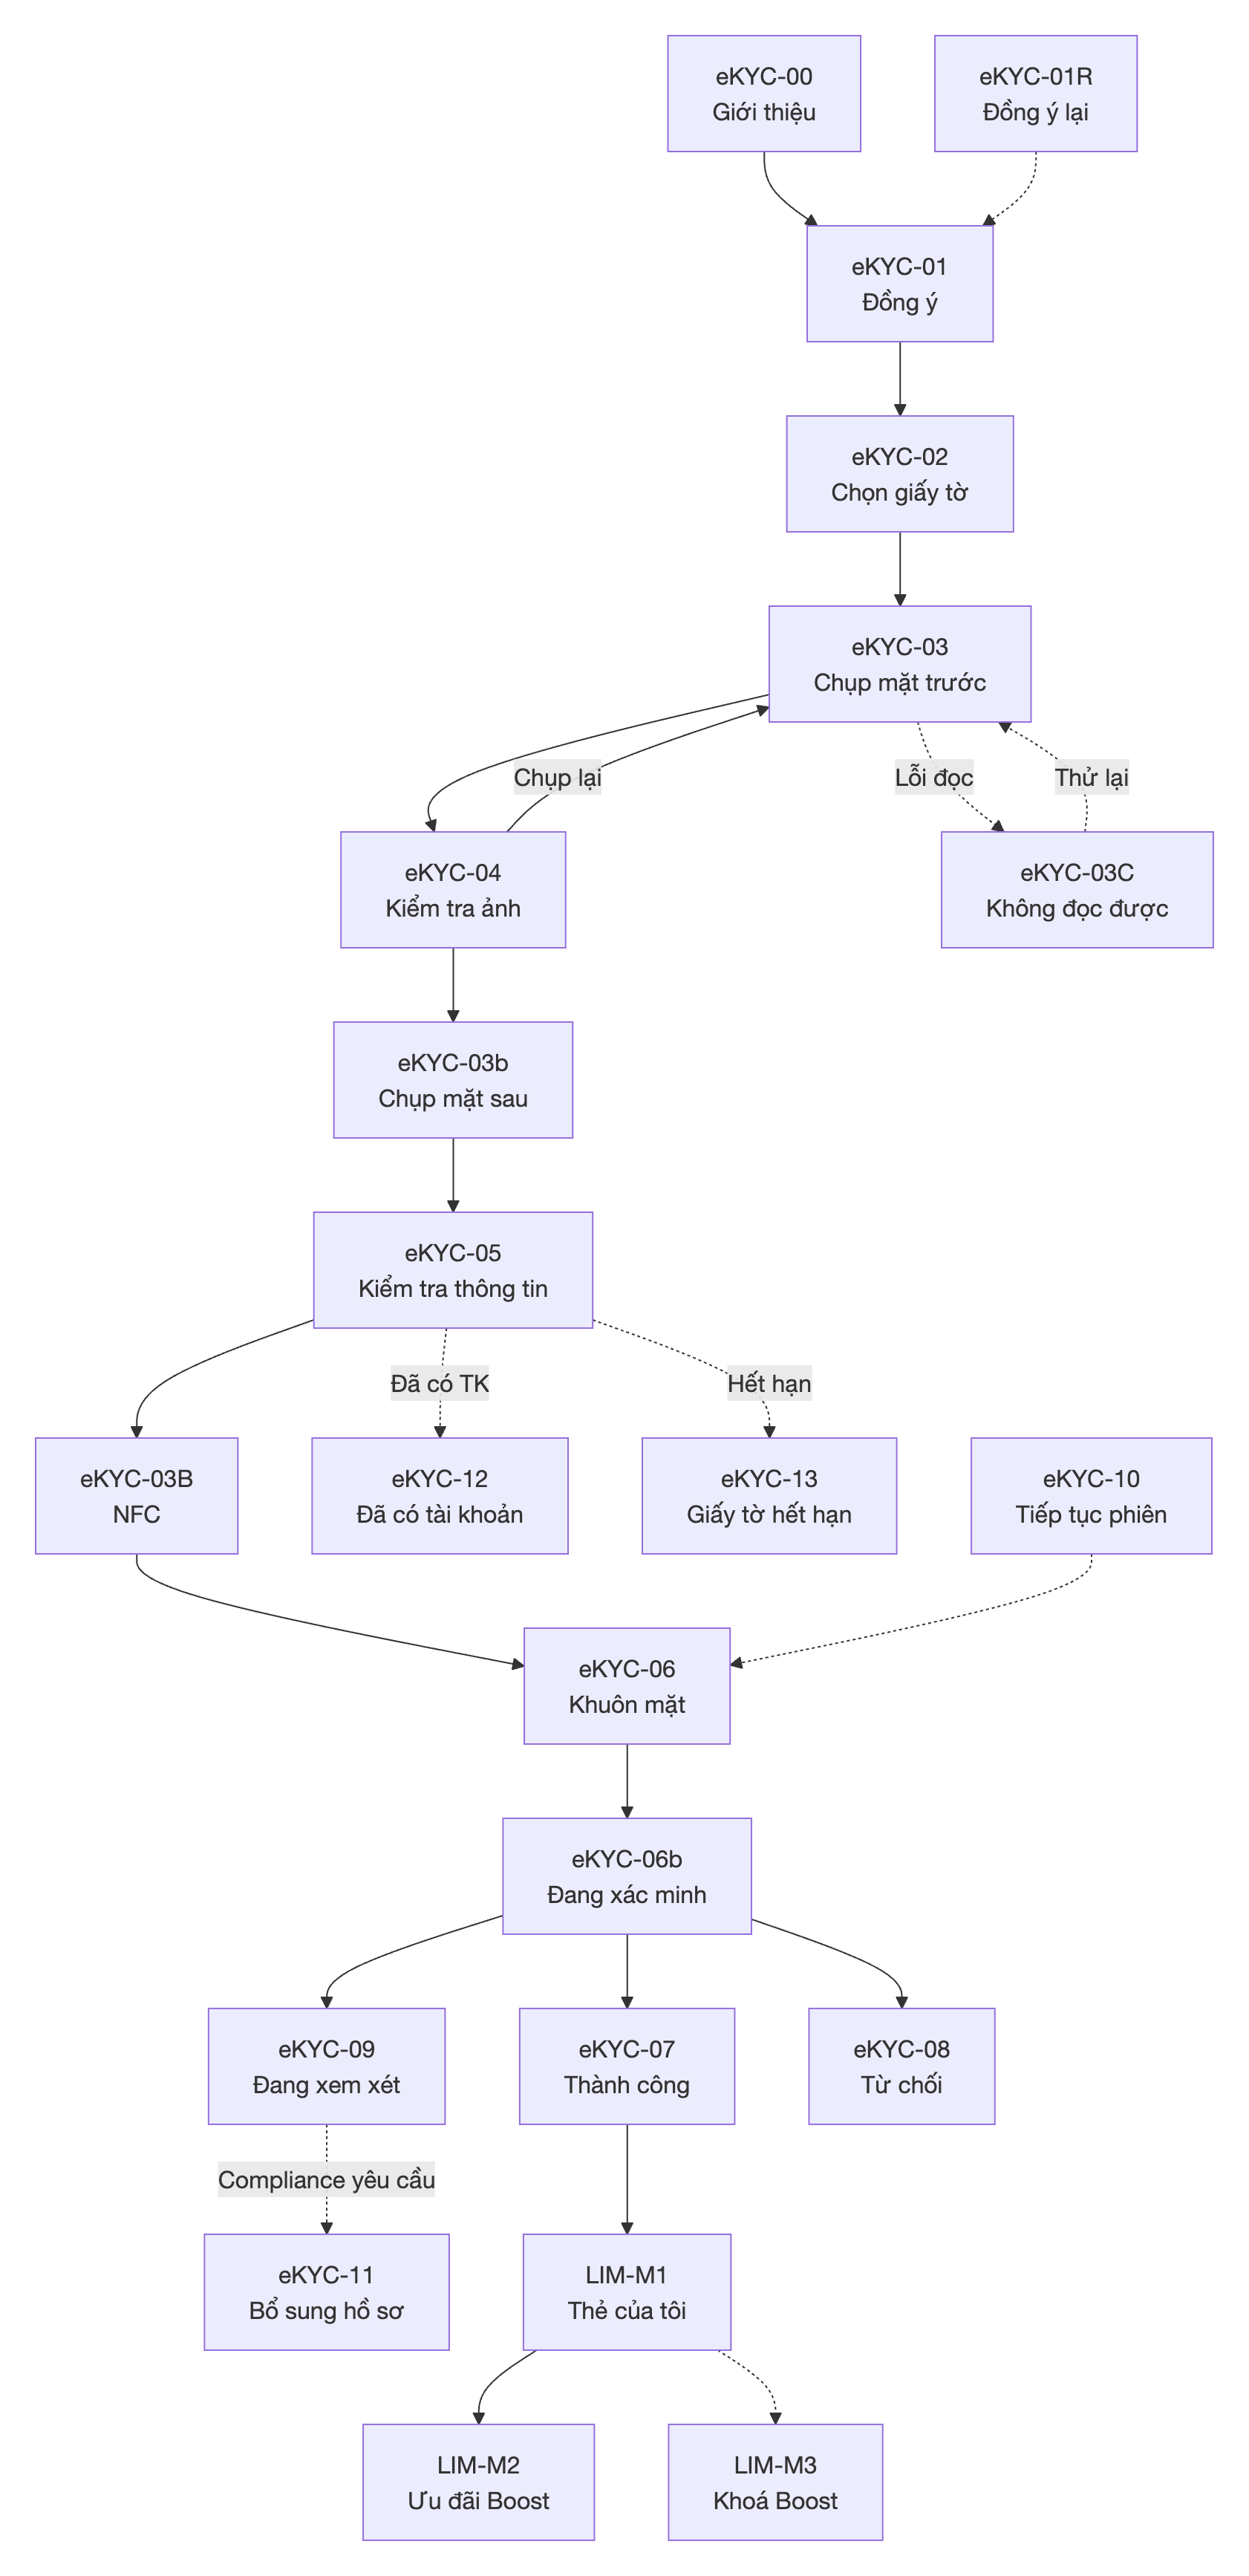 eKYC-00
Giới thiệu
eKYC-01R
Đồng ý lại
eKYC-01
Đồng ý
eKYC-02
Chọn giấy tờ
eKYC-03
Chụp mặt trước
Chụp lại
Lỗi đọc
Thử lại
eKYC-04
Kiểm tra ảnh
eKYC-03C
Không đọc được
eKYC-03b
Chụp mặt sau
eKYC-05
Kiểm tra thông tin
Đã có TK
Hết hạn
eKYC-03B
NFC
eKYC-12
Đã có tài khoản
eKYC-13
Giấy tờ hết hạn
eKYC-10
Tiếp tục phiên
eKYC-06
Khuôn mặt
eKYC-06b
Đang xác minh
eKYC-09
Đang xem xét
eKYC-07
Thành công
eKYC-08
Từ chối
Compliance yêu cầu
eKYC-11
Bổ sung hồ sơ
LIM-M1
Thẻ của tôi
LIM-M2
Ưu đãi Boost
LIM-M3
Khoá Boost